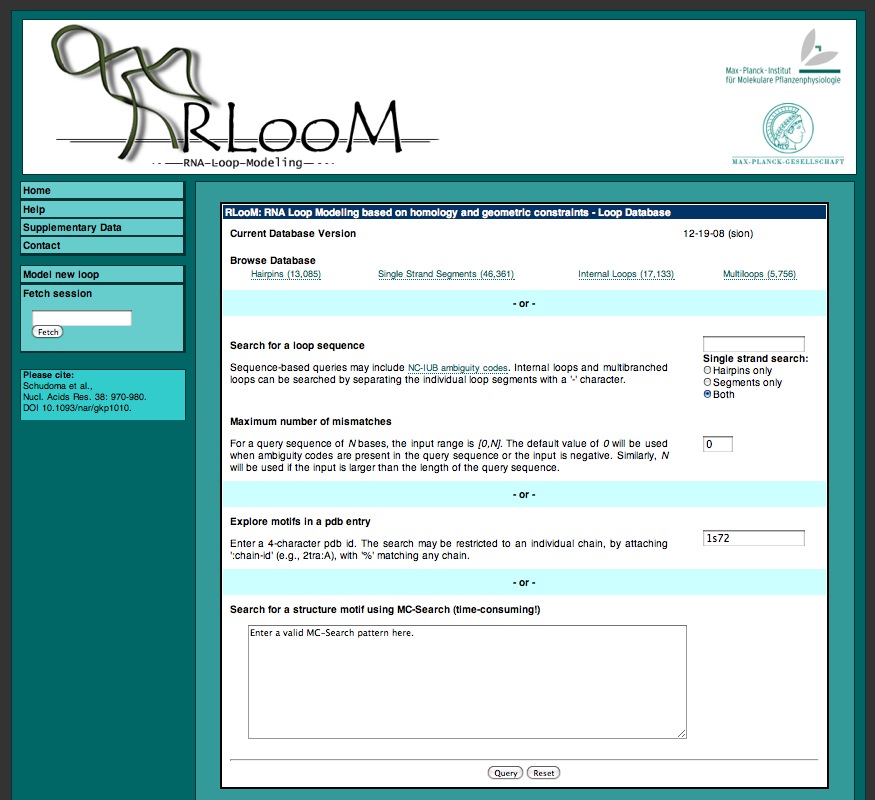 RLooM
RNA-Loop-Modeling
Max-Planck-Institut
für Molekulare Pflanzenphysiologie
MAX-PLANCK-GESELLSCHAFT
Home
Help
Supplementary Data
Contact
Model new loop
Fetch session
Fetch
Please cite:
Schudoma et al.,
Nucl. Acids Res. 38: 970-980.
DOI 10.1093/nar/gkp1010.
RLooM: RNA Loop Modeling based on homology and geometric constraints - Loop Database
Current Database Version 12-19-08 (sion)
Browse Database
Hairpins (13,085) Single Strand Segments (46,361) Internal Loops (17,133) Multiloops (5,756)
- or -
Search for a loop sequence
Sequence-based queries may include NC-IUB ambiguity codes. Internal loops and multibranched
loops can be searched by separating the individual loop segments with a '-' character.
Single strand search:
Hairpins only
Segments only
Both
Maximum number of mismatches
For a query sequence of N bases, the input range is [0,N]. The default value of 0 will be used
when ambiguity codes are present in the query sequence or the input is negative. Similarly, N
will be used if the input is larger than the length of the query sequence.
0
- or -
Explore motifs in a pdb entry
Enter a 4-character pdb id. The search may be restricted to an individual chain, by attaching
':chain-id' (e.g., 2tra:A), with '%' matching any chain.
1s72
- or -
Search for a structure motif using MC-Search (time-consuming!)
Enter a valid MC-Search pattern here.
Query Reset